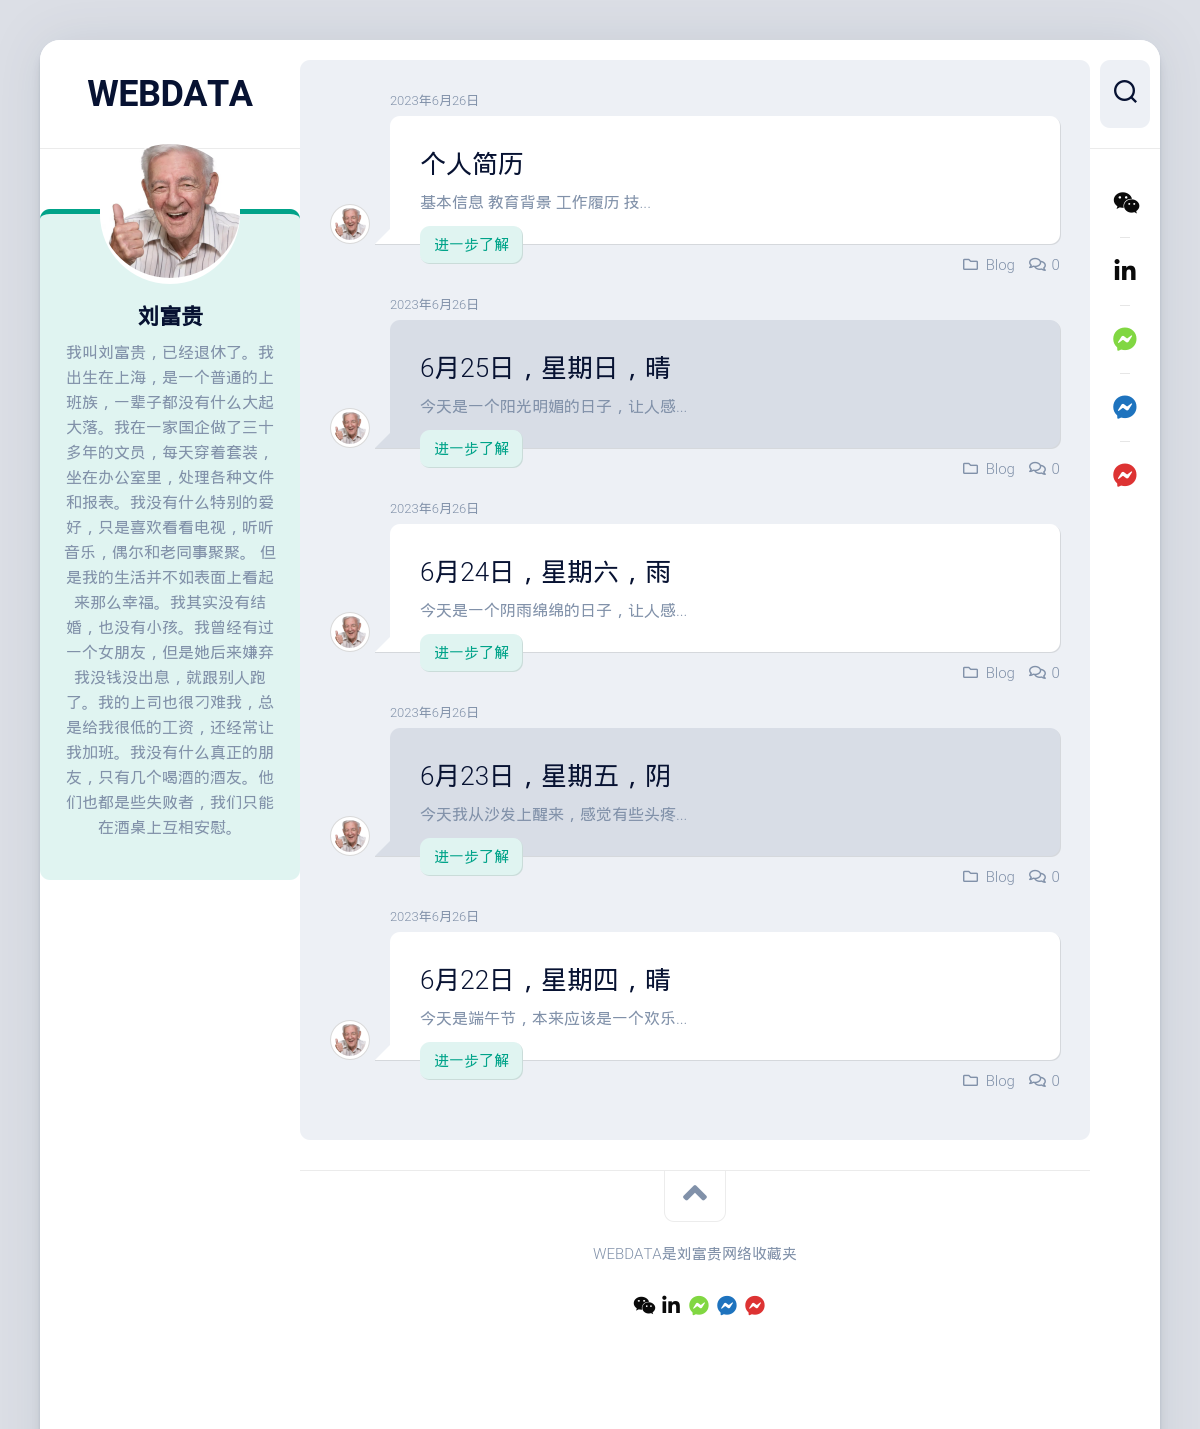 WEBDATA
刘富贵
我叫刘富贵，已经退休了。我
出生在上海，是一个普通的上
班族，一辈子都没有什么大起
大落。我在一家国企做了三十
多年的文员，每天穿着套装，
坐在办公室里，处理各种文件
和报表。我没有什么特别的爱
好，只是喜欢看看电视，听听
音乐，偶尔和老同事聚聚。 但
是我的生活并不如表面上看起
来那么幸福。我其实没有结
婚，也没有小孩。我曾经有过
一个女朋友，但是她后来嫌弃
我没钱没出息，就跟别人跑
了。我的上司也很刁难我，总
是给我很低的工资，还经常让
我加班。我没有什么真正的朋
友，只有几个喝酒的酒友。他
们也都是些失败者，我们只能
在酒桌上互相安慰。
2023年6月26日
个人简历
基本信息 教育背景 工作履历 技...
进一步了解
Blog 0
2023年6月26日
6月25日，星期日，晴
今天是一个阳光明媚的日子，让人感...
进一步了解
Blog 0
2023年6月26日
6月24日，星期六，雨
今天是一个阴雨绵绵的日子，让人感...
进一步了解
Blog 0
2023年6月26日
6月23日，星期五，阴
今天我从沙发上醒来，感觉有些头疼...
进一步了解
Blog 0
2023年6月26日
6月22日，星期四，晴
今天是端午节，本来应该是一个欢乐...
进一步了解
Blog 0
WEBDATA是刘富贵网络收藏夹